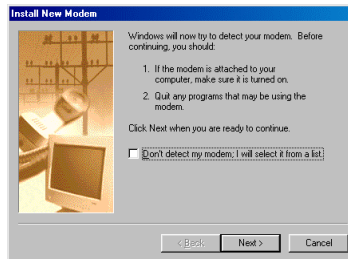 Install New Modem
Windows will now try to detect your modem. Before
continuing, you should:
1. If the modem is attached to your
computer, make sure it is turned on.
2. Quit any programs that may be using the
modem.
Click Next when you are ready to continue.
Don't detect my modem; I will select it from a list.
< Back
Next >
Cancel